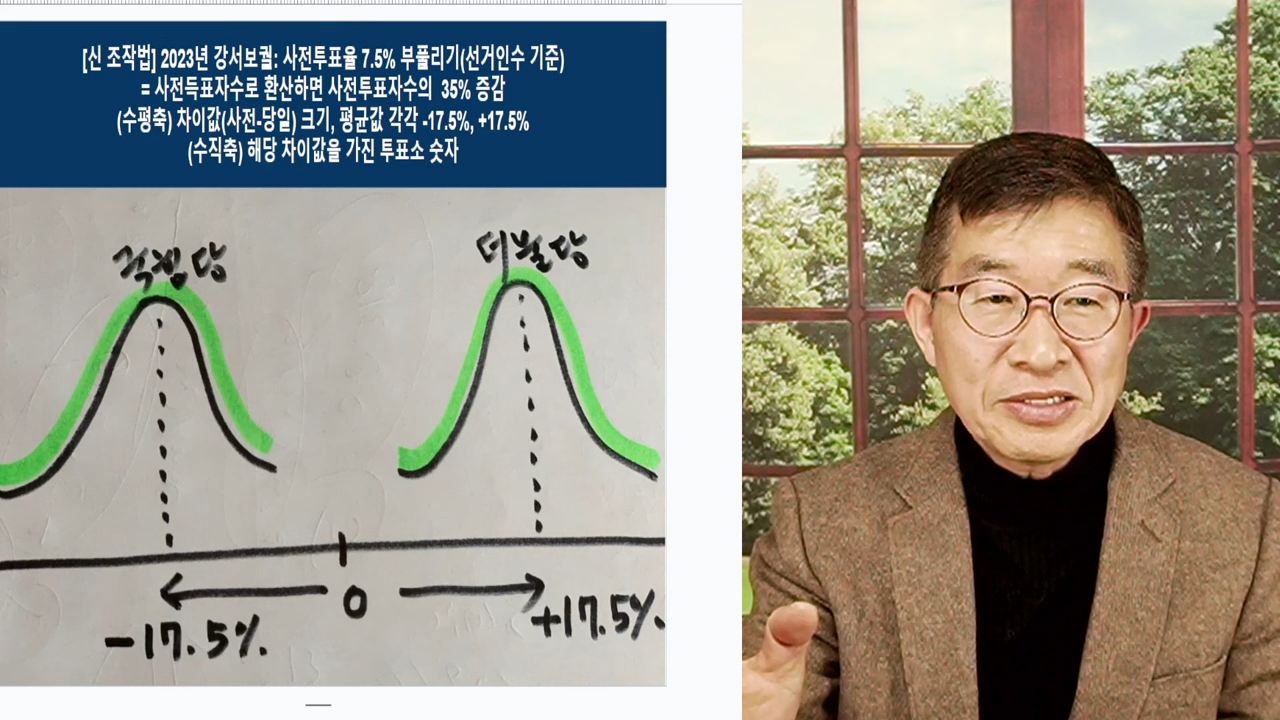 [신 조작법] 2023년 강서보궐: 사전투표율 7.5% 부풀리기(선거인수 기준)
= 사전득표자수로 환산하면 사전투표자수의 35% 증감
(수평축) 차이값(사전-당일) 크기, 평균값 각각 -17.5%, +17.5%
(수직축) 해당 차이값을 가진 투표소 숫자
더불당
0
-17.5%.
+17.5%.